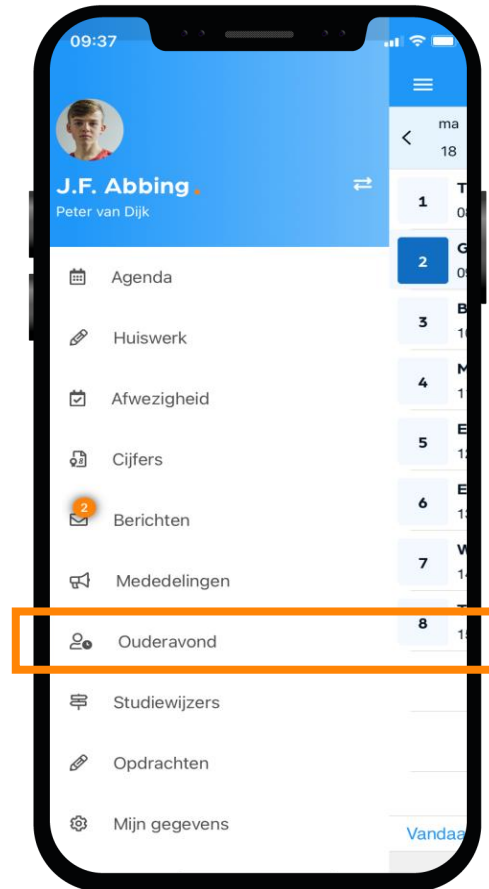 09:37
J.F. Abbing.
Peter van Dijk
Agenda
Huiswerk
Afwezigheid
Cijfers
2
Berichten
Mededelingen
Ouderavond
Studiewijzers
Opdrachten
Mijn gegevens
ma
18
1
2
3
4
5
6
7
8